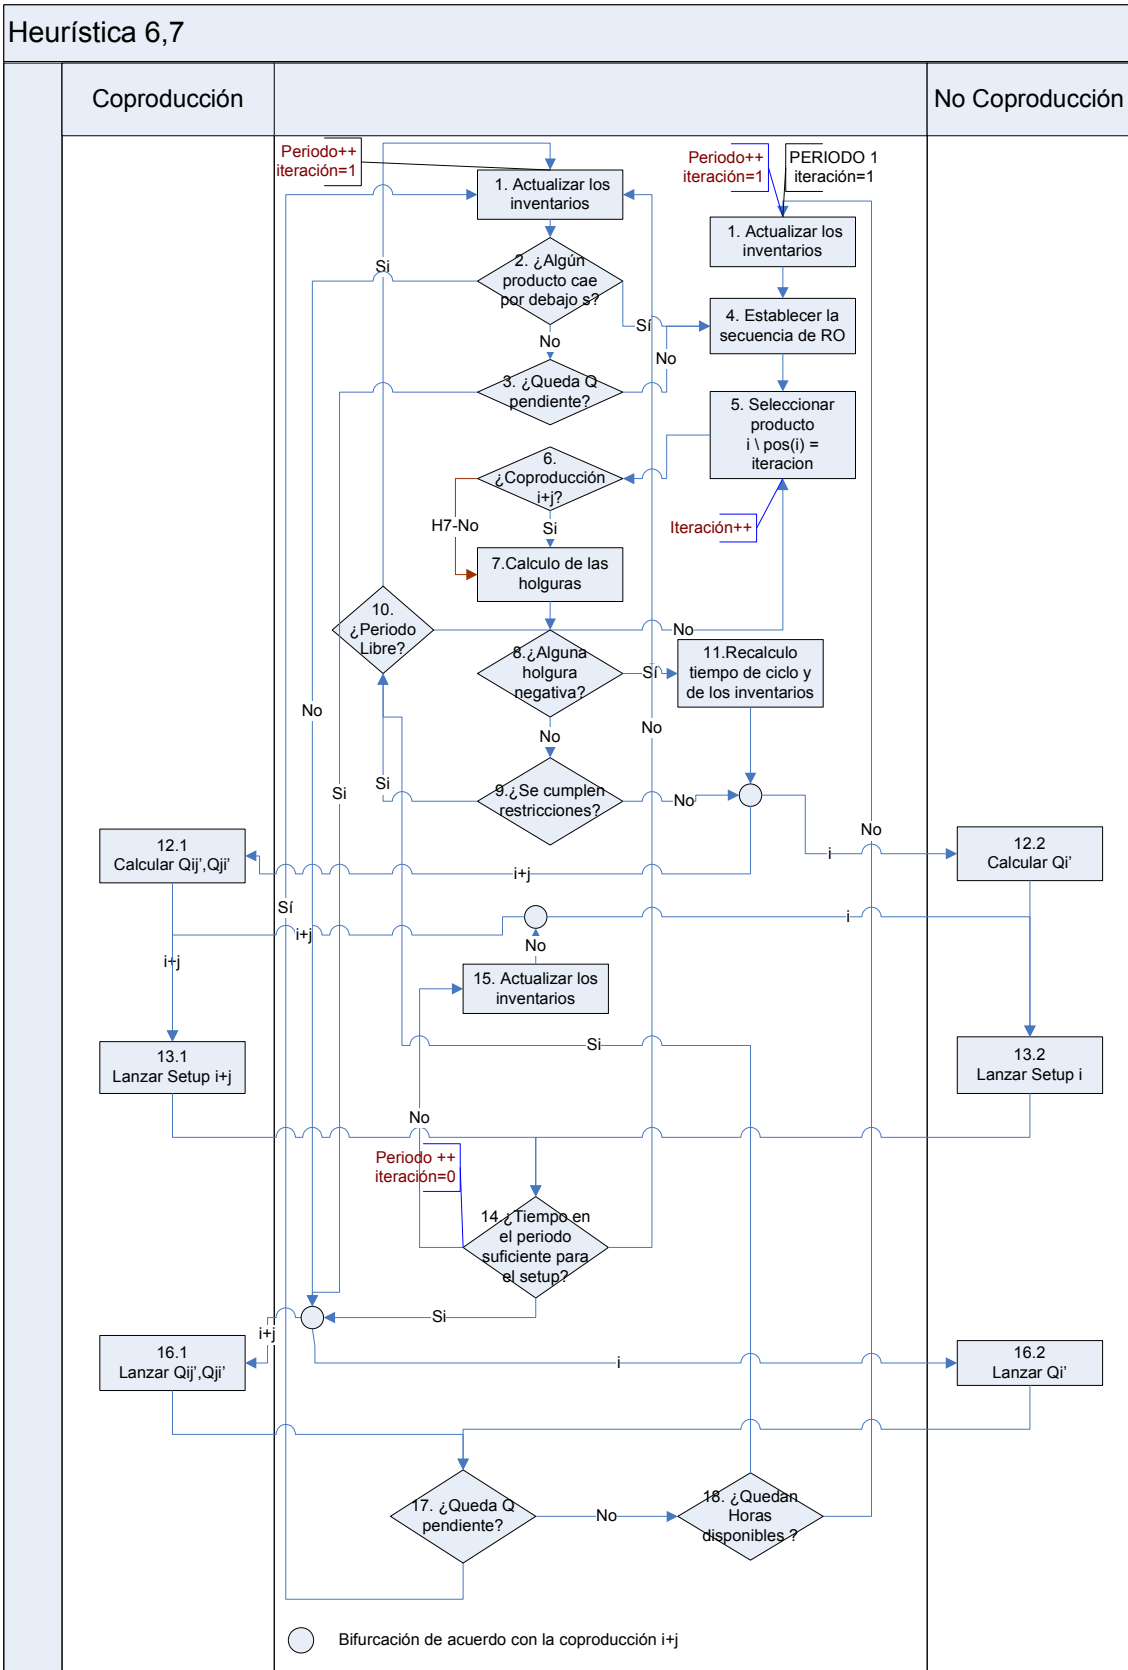 Heurística 6,7
Coproducción
No Coproducción
Periodo++
iteración=1
Periodo++
iteración=1
PERIODO 1
iteración=1
1. Actualizar los
inventarios
1. Actualizar los
inventarios
2. ¿Algún
producto cae
por debajo s?
Si
Sí
4. Establecer la
secuencia de RO
No
No
3. ¿Queda Q
pendiente?
5. Seleccionar
producto
i \ pos(i) =
iteracion
6.
¿Coproducción
i+j?
H7-No
Si
Iteración++
7.Calculo de las
holguras
10.
¿Periodo
Libre?
No
8.¿Alguna
holgura
negativa?
Sí
11.Recalculo
tiempo de ciclo y
de los inventarios
No
No
No
Si
Si
9.¿Se cumplen
restricciones?
No
No
12.1
Calcular Qij’,Qji’
i+j
i
12.2
Calcular Qi’
Sí
i+j
i
i+j
No
15. Actualizar los
inventarios
13.1
Lanzar Setup i+j
Si
13.2
Lanzar Setup i
No
Periodo ++
iteración=0
14.¿Tiempo en
el periodo
suficiente para
el setup?
Si
i+j
16.1
Lanzar Qij’,Qji’
i
16.2
Lanzar Qi’
17. ¿Queda Q
pendiente?
No
18. ¿Quedan
Horas
disponibles ?
Bifurcación de acuerdo con la coproducción i+j